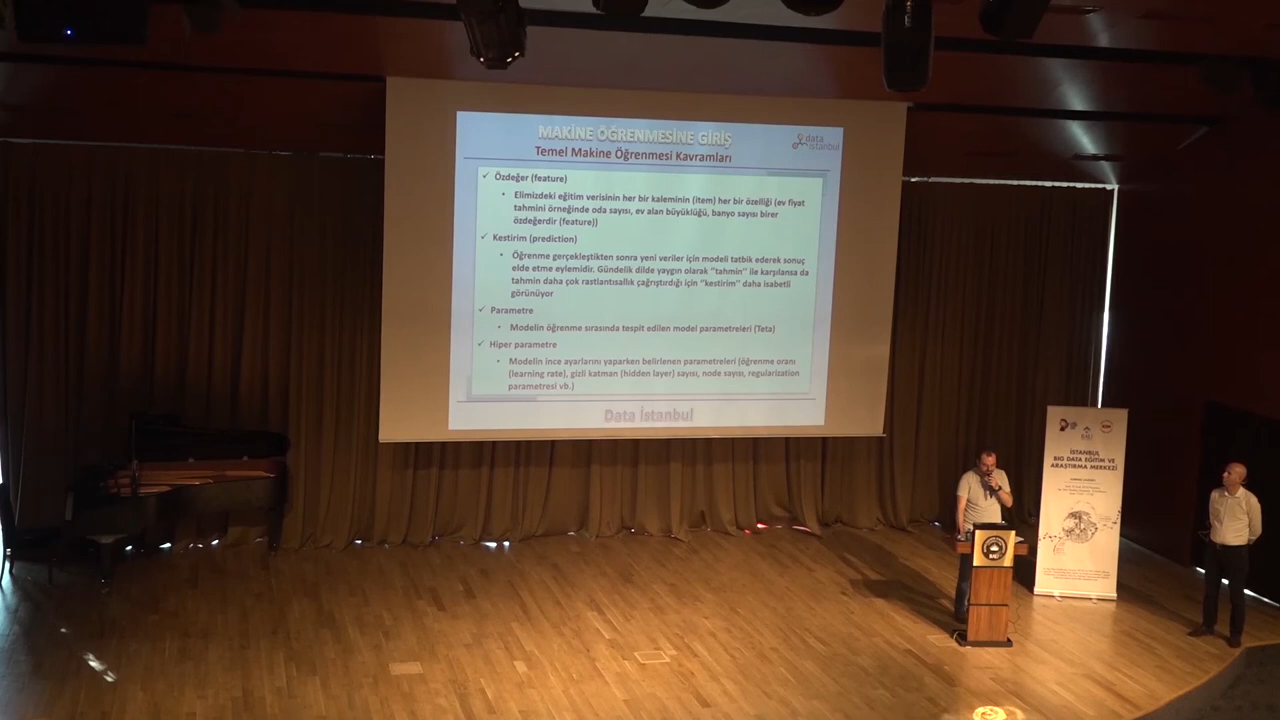 MAKİNE ÖĞRENMESİNE GİRİŞ
data
istanbul
Temel Makine Öğrenmesi Kavramları
✓ Özdeğer (feature)
• Elimizdeki eğitim verisinin her bir kaleminin (item) her bir özelliği (ev fiyat
tahmini örneğinde oda sayısı, ev alan büyüklüğü, banyo sayısı birer
özdeğerdir (feature))
✓ Kestirim (prediction)
• Öğrenme gerçekleştikten sonra yeni veriler için modeli tatbik ederek sonuç
elde etme eylemidir. Gündelik dilde yaygın olarak "tahmin" ile karşılansa da
tahmin daha çok rastlantısallık çağrıştırdığı için "kestirim" daha isabetli
görünüyor
✓ Parametre
• Modelin öğrenme sırasında tespit edilen model parametreleri (Teta)
✓ Hiper parametre
• Modelin ince ayarlarını yaparken belirlenen parametreleri (öğrenme oranı
(learning rate), gizli katman (hidden layer) sayısı, node sayısı, regularization
parametresi vb.)
Data İstanbul
BAU
İSTANBUL
BIG DATA EĞİTİM VE
ARAŞTIRMA MERKEZİ
BAU